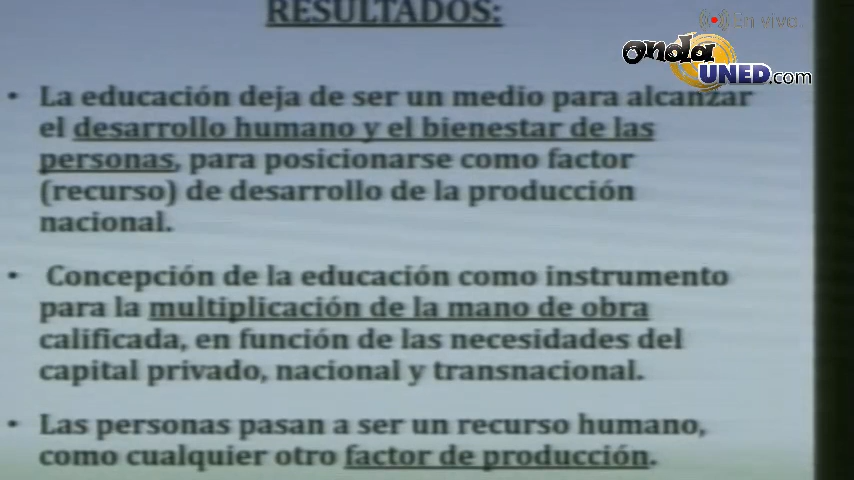 RESULTADOS:
En vivo.
onda
UNED.com
• La educación deja de ser un medio para alcanzar
el desarrollo humano y el bienestar de las
personas, para posicionarse como factor
(recurso) de desarrollo de la producción
nacional.
• Concepción de la educación como instrumento
para la multiplicación de la mano de obra
calificada, en función de las necesidades del
capital privado, nacional y transnacional.
• Las personas pasan a ser un recurso humano,
como cualquier otro factor de producción.